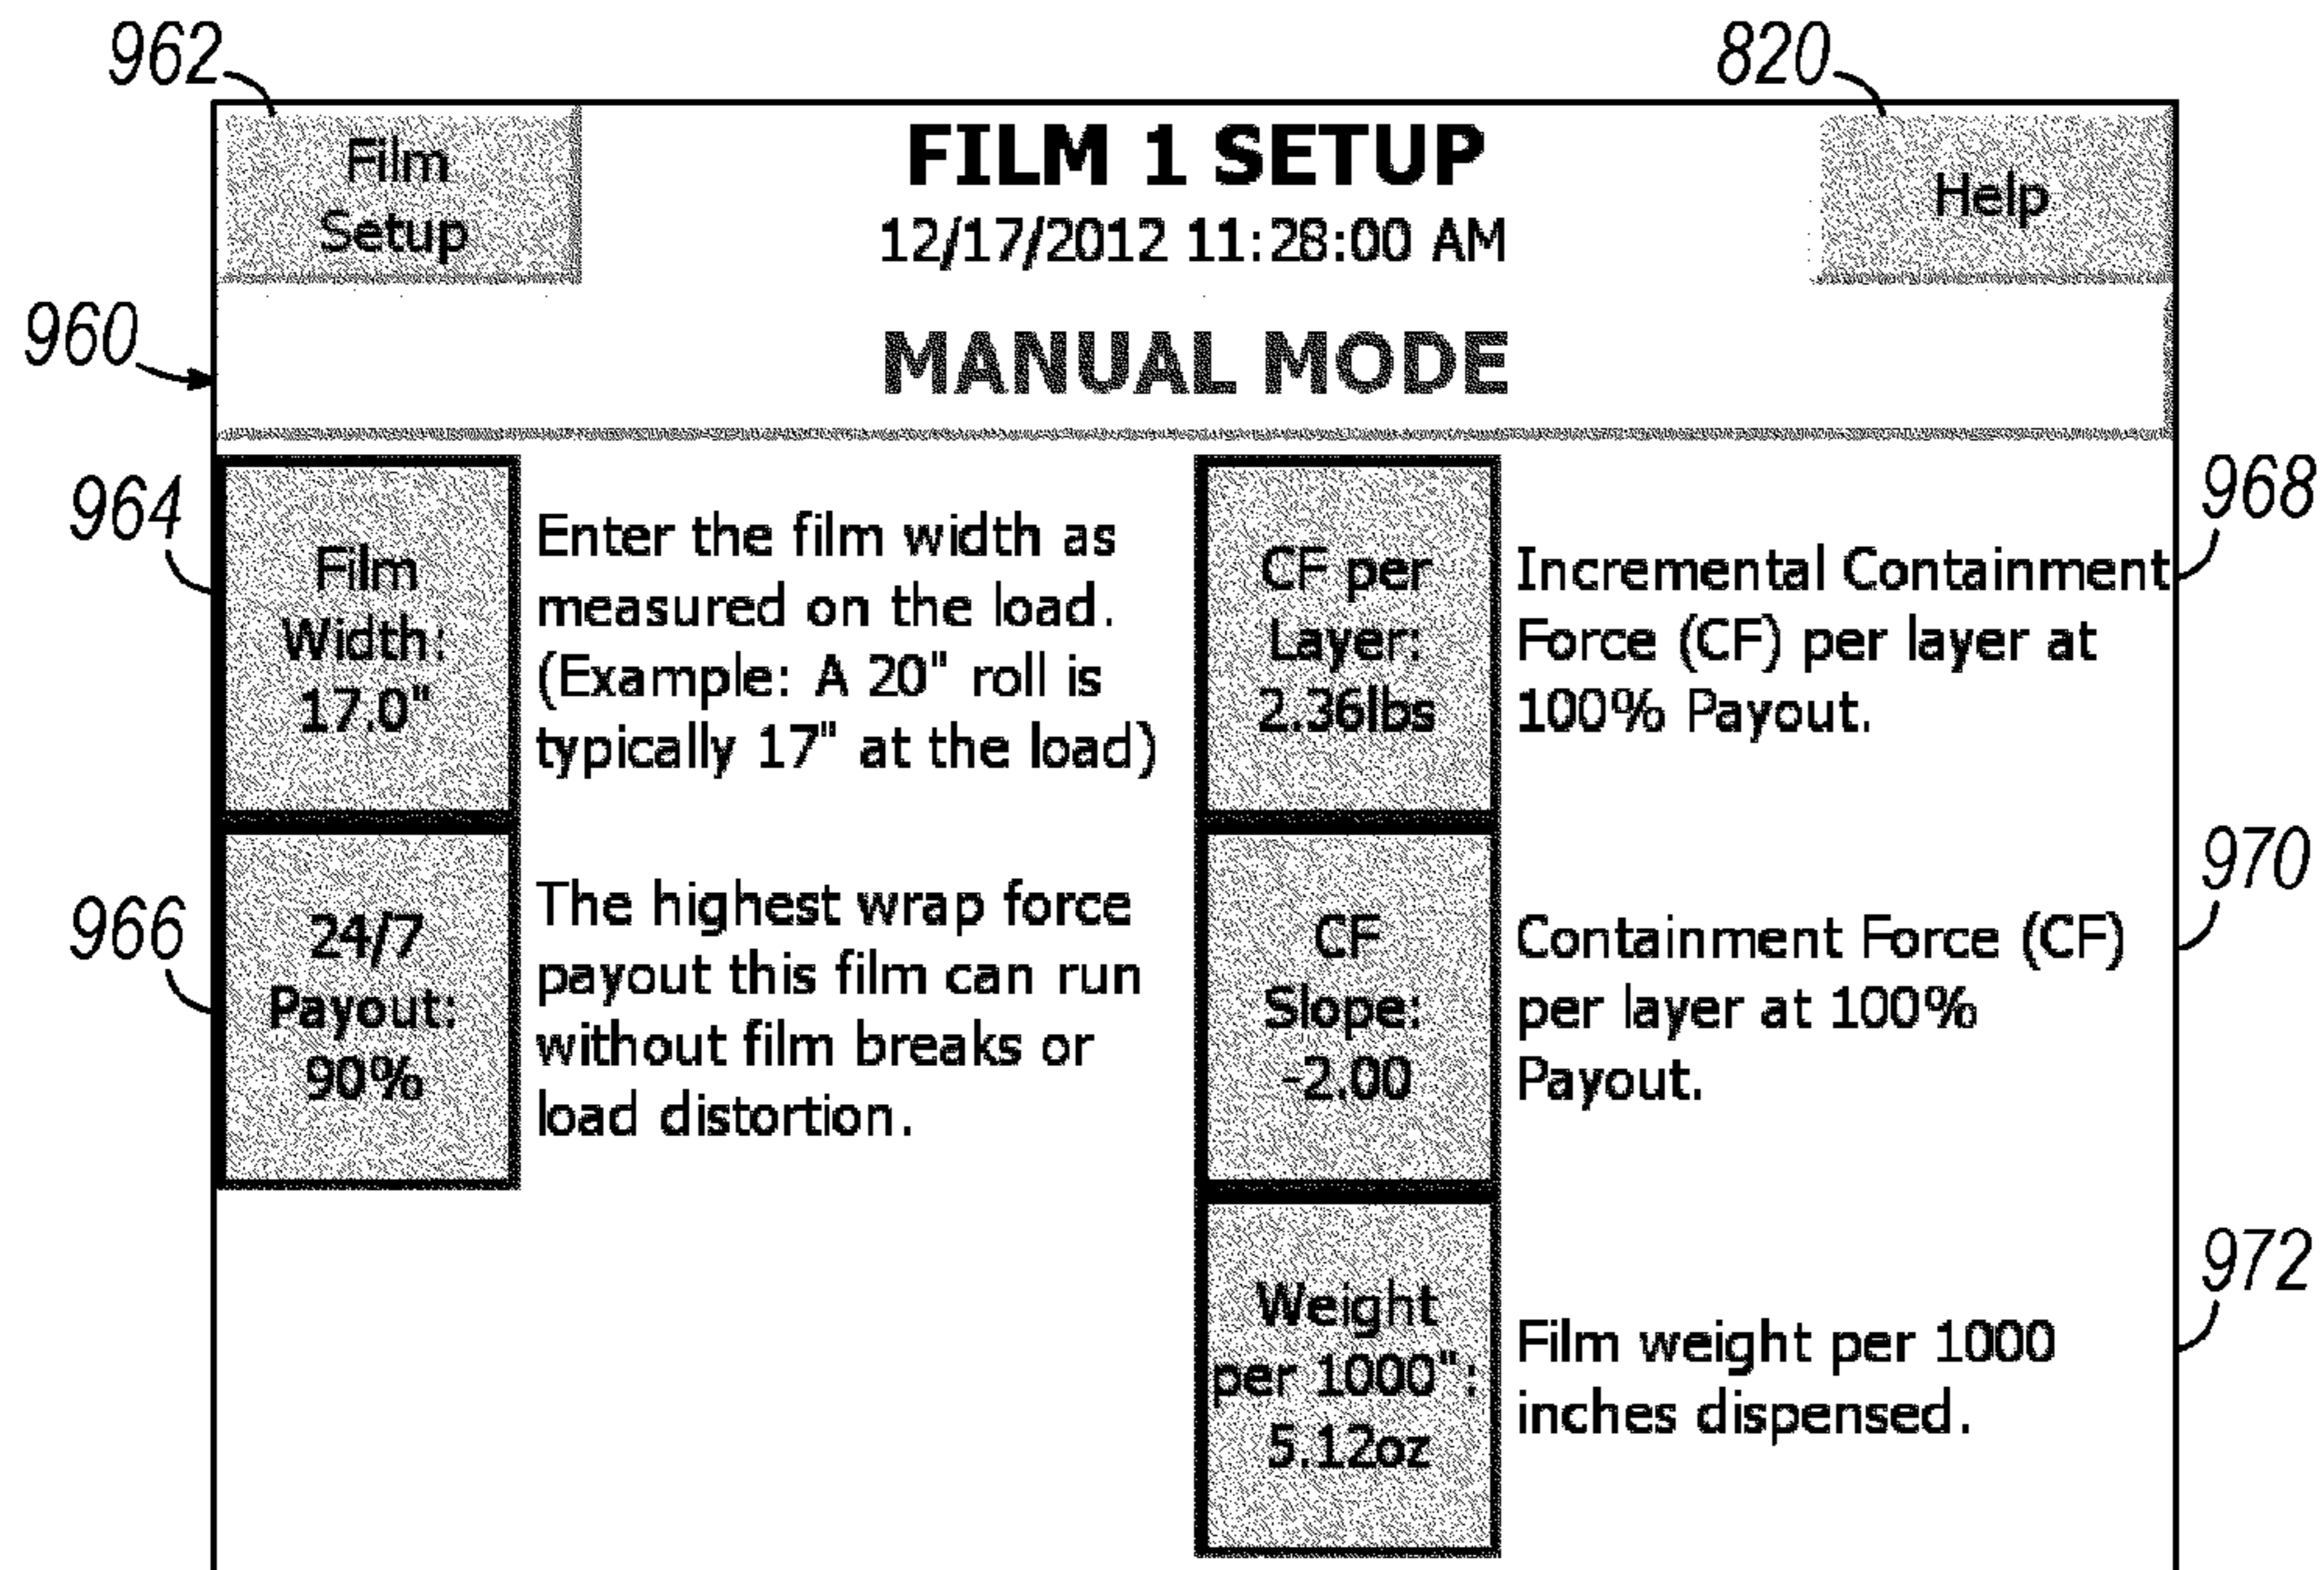 962
820
Film
Setup
FILM 1 SETUP
12/17/2012 11:28:00 AM
Help
960
MANUAL MODE
964
Film
Width:
17.0"
Enter the film width as
measured on the load.
(Example: A 20" roll is
typically 17" at the load)
CF per
Layer:
2.36lbs
Incremental Containment
Force (CF) per layer at
100% Payout.
968
966
24/7
Payout:
90%
The highest wrap force
payout this film can run
without film breaks or
load distortion.
CF
Slope:
-2.00
Containment Force (CF)
per layer at 100%
Payout.
970
Weight
per 1000":
5.12oz
Film weight per 1000
inches dispensed.
972